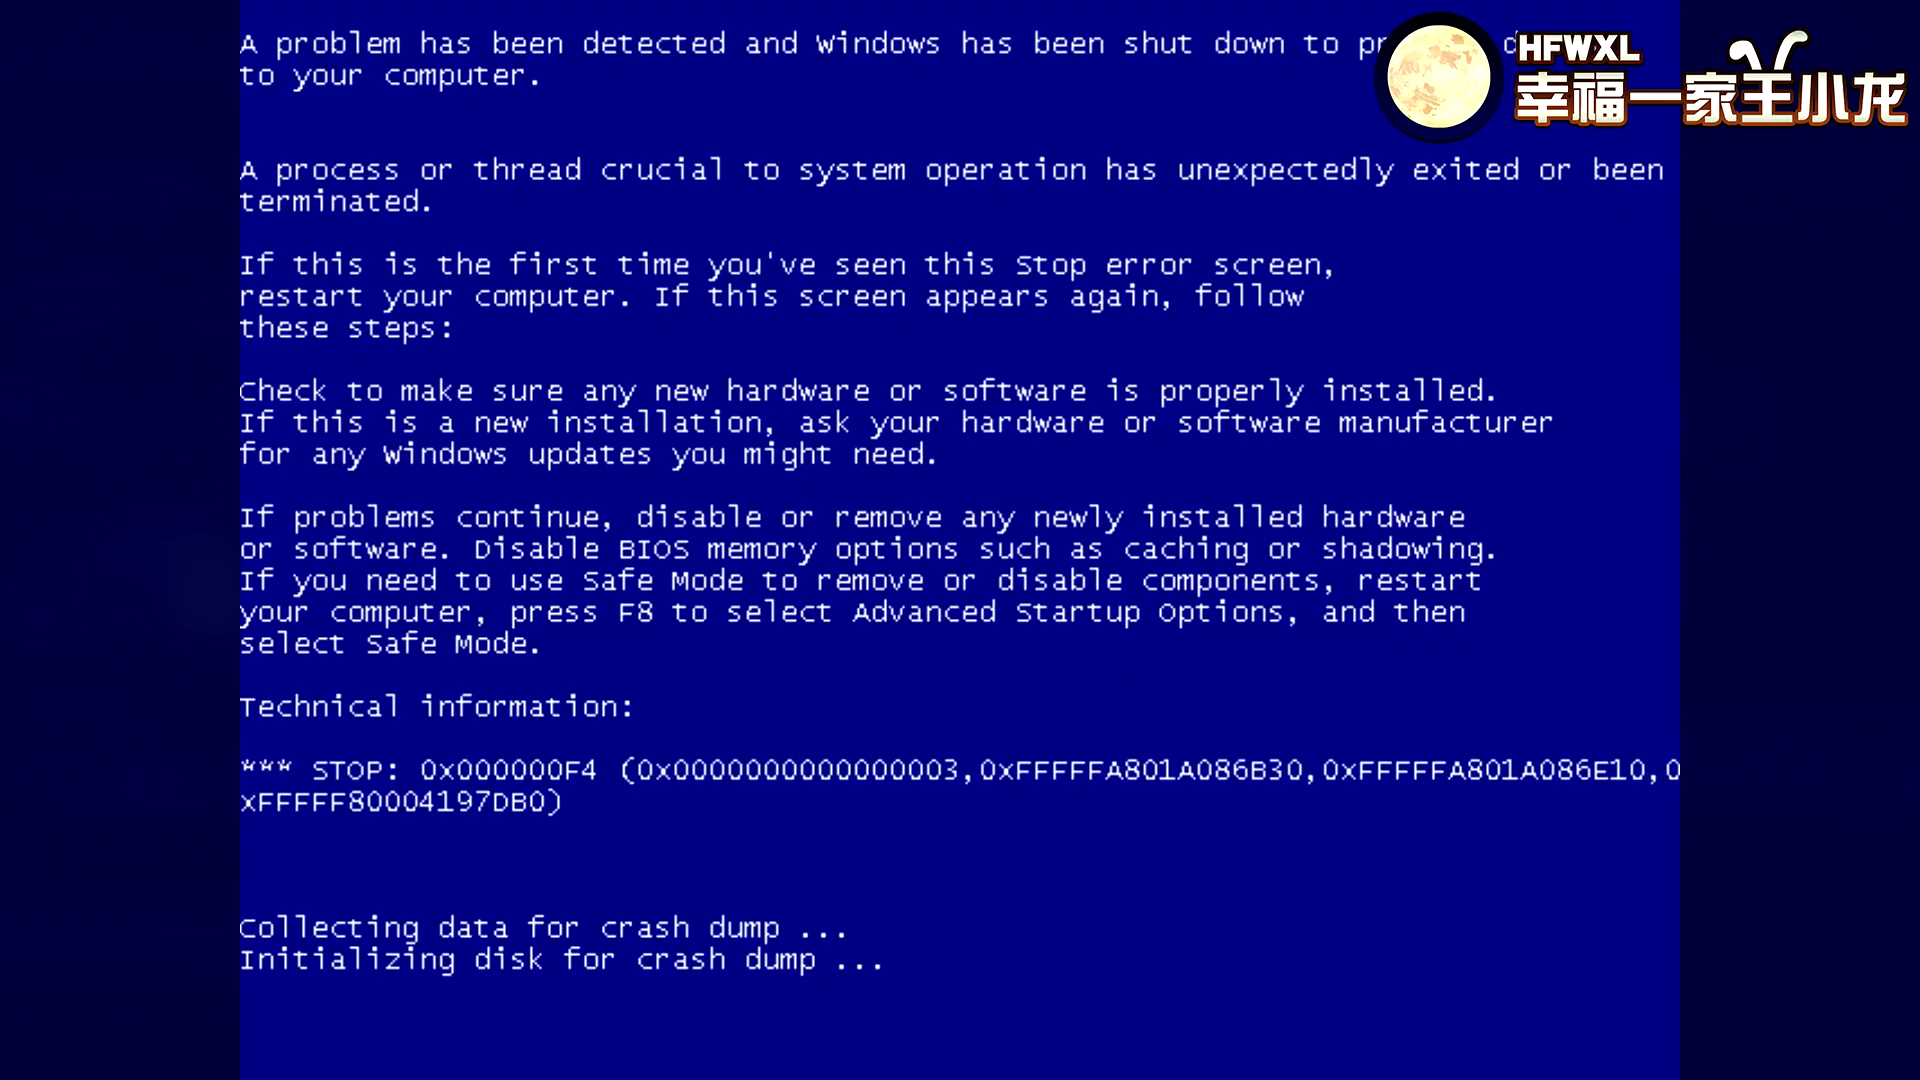 A problem has been detected and Windows has been shut down to
to your computer.
HFWXL
幸福一家王小龙
A process or thread crucial to system operation has unexpectedly exited or been
terminated.
If this is the first time you've seen this Stop error screen,
restart your computer. If this screen appears again, follow
these steps:
Check to make sure any new hardware or software is properly installed.
If this is a new installation, ask your hardware or software manufacturer
for any Windows updates you might need.
If problems continue, disable or remove any newly installed hardware
or software. Disable BIOS memory options such as caching or shadowing.
If you need to use Safe Mode to remove or disable components, restart
your computer, press F8 to select Advanced Startup Options, and then
select Safe Mode.
Technical information:
*** STOP: 0x000000F4 (0x0000000000000003,0xFFFFFA801A086B30,0xFFFFFA801A086E10,0
xFFFFF80004197DB0)
Collecting data for crash dump ...
Initializing disk for crash dump ...